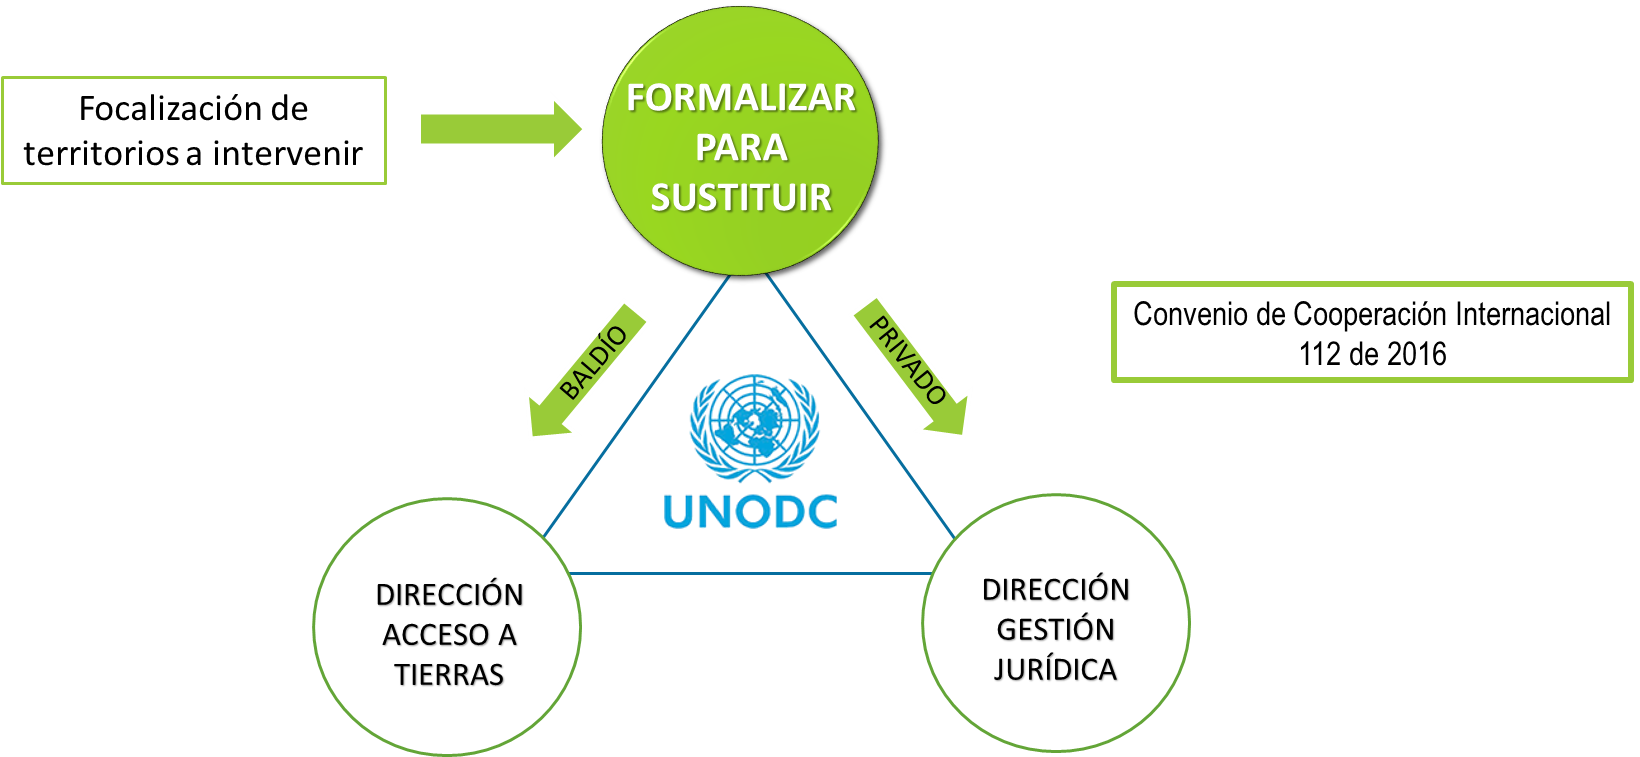 Focalización de
territorios a intervenir
FORMALIZAR
PARA
SUSTITUIR
BALDÍO
PRIVADO
Convenio de Cooperación Internacional
112 de 2016
UNODC
DIRECCIÓN
ACCESO A
TIERRAS
DIRECCIÓN
GESTIÓN
JURÍDICA